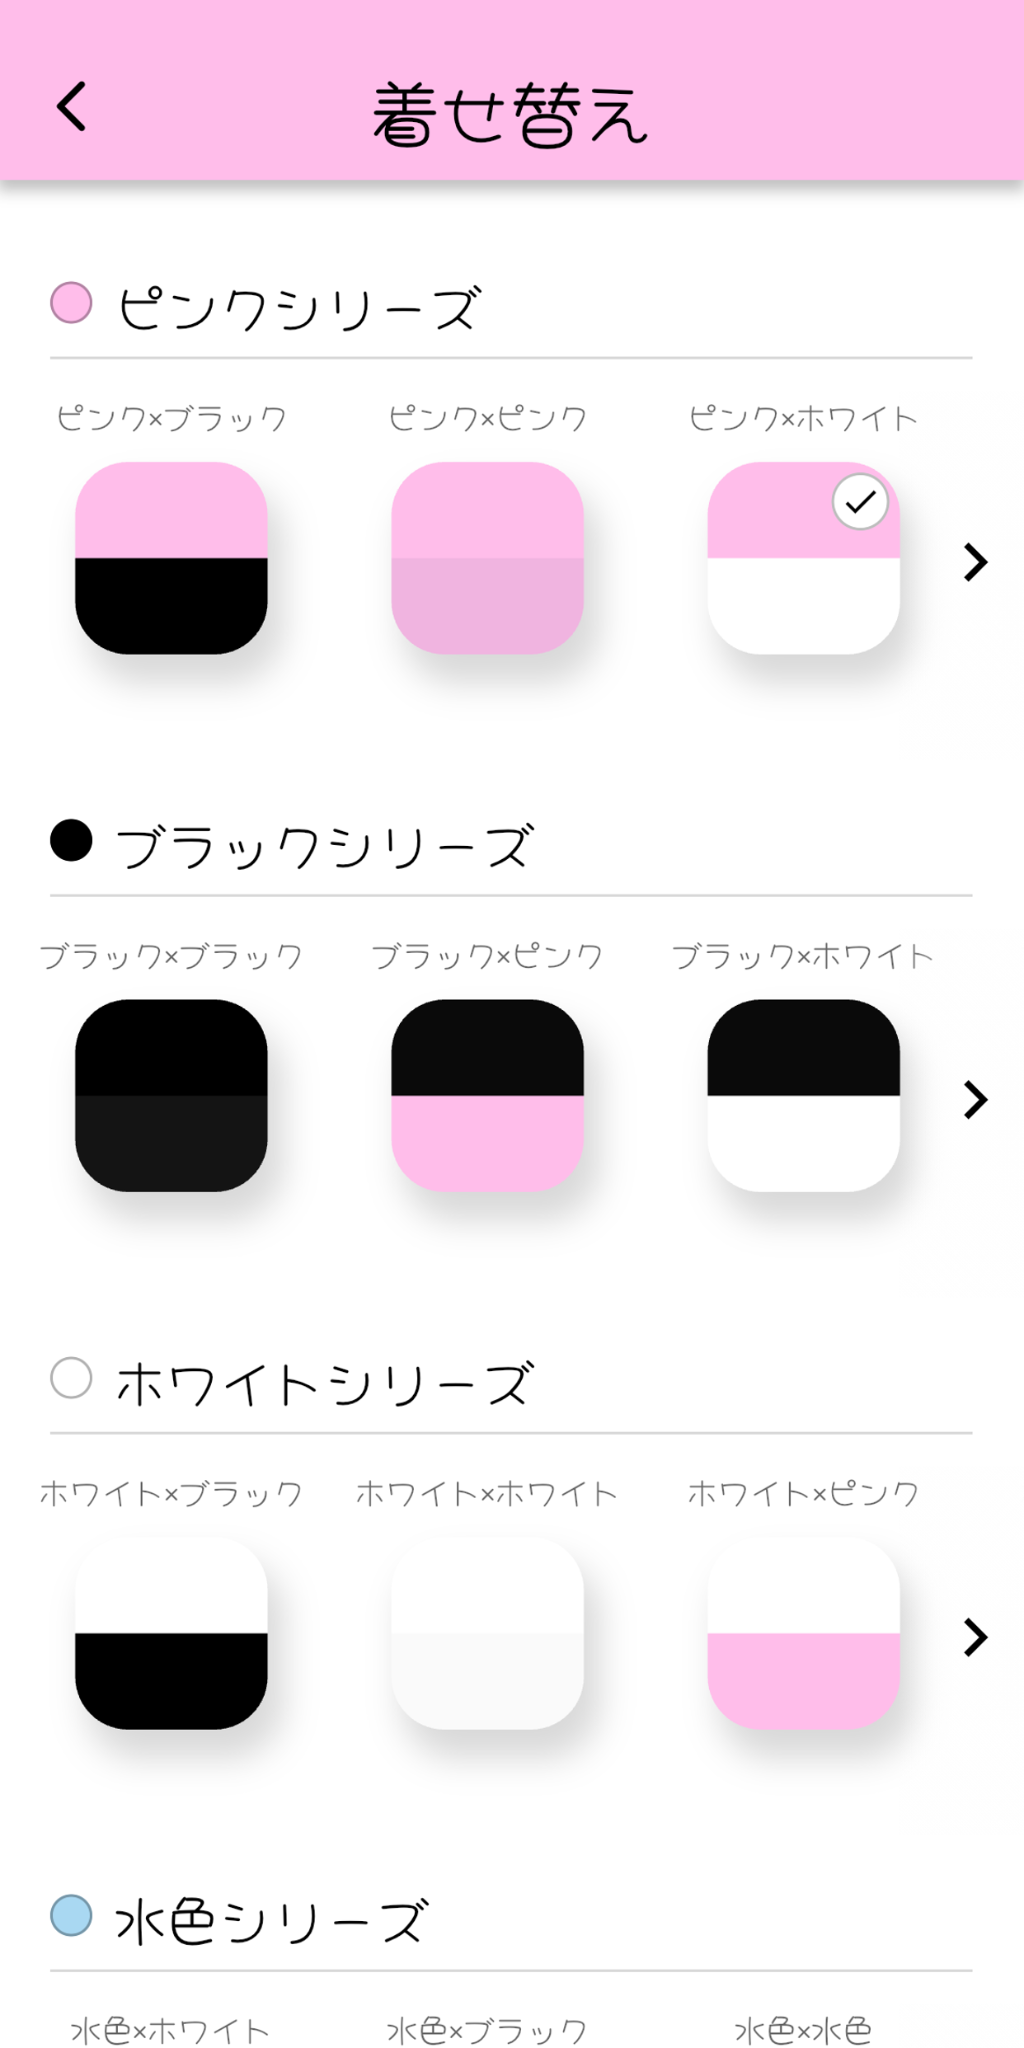 着せ替え
ピンクシリーズ
ピンク×ブラック ピンク×ピンク ピンク×ホワイト
ブラックシリーズ
ブラック×ブラック ブラック×ピンク ブラック×ホワイト
ホワイトシリーズ
ホワイト×ブラック ホワイト×ホワイト ホワイト×ピンク
水色シリーズ
水色×ホワイト 水色×ブラック 水色×水色